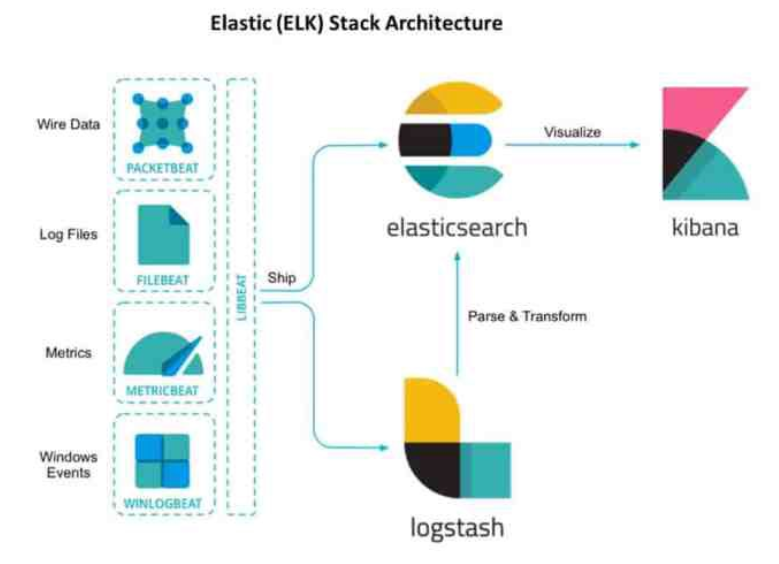 Elastic (ELK) Stack Architecture
Wire Data
PACKETBEAT
Log Files
FILEBEAT
Metrics
METRICBEAT
Windows
Events
WINLOGBEAT
LIBBEAT
Ship
elasticsearch
Visualize
kibana
Parse & Transform
logstash